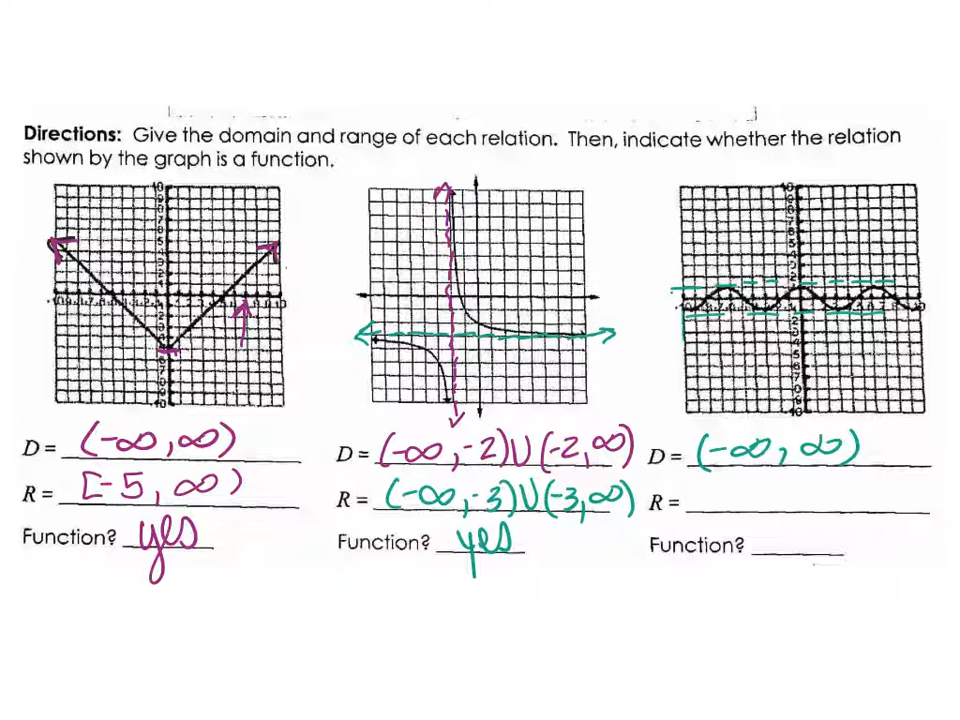 Directions: Give the domain and range of each relation. Then, indicate whether the relation
shown by the graph is a function.
D = (-∞, ∞)
D = (-∞, -2)∪(-2, ∞)
D = (-∞, ∞)
R = [-5, ∞)
R = (-∞, -3)∪(-3, ∞)
R =
Function? yes
Function? yes
Function?